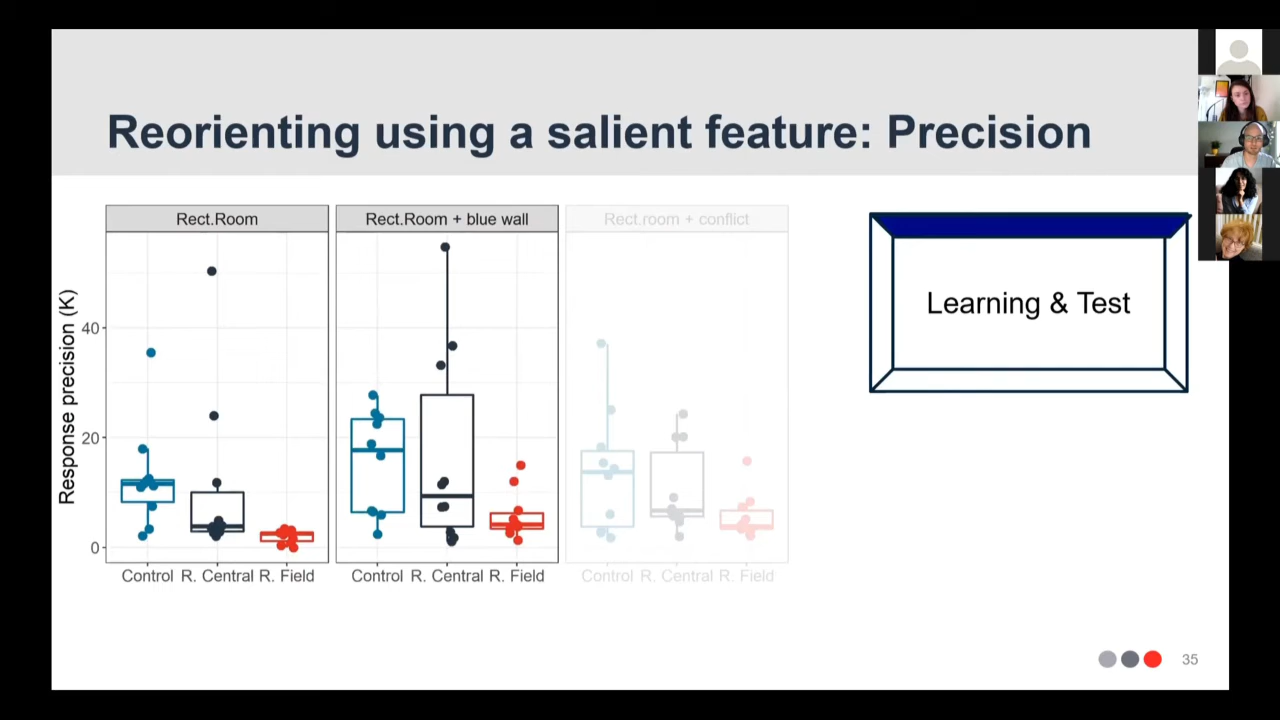 Reorienting using a salient feature: Precision
Rect.Room
Rect.Room + blue wall
Rect.room + conflict
Response precision (K)
40
20
0
Control R. Central R. Field
Control R. Central R. Field
Control R. Central R. Field
Learning & Test
35